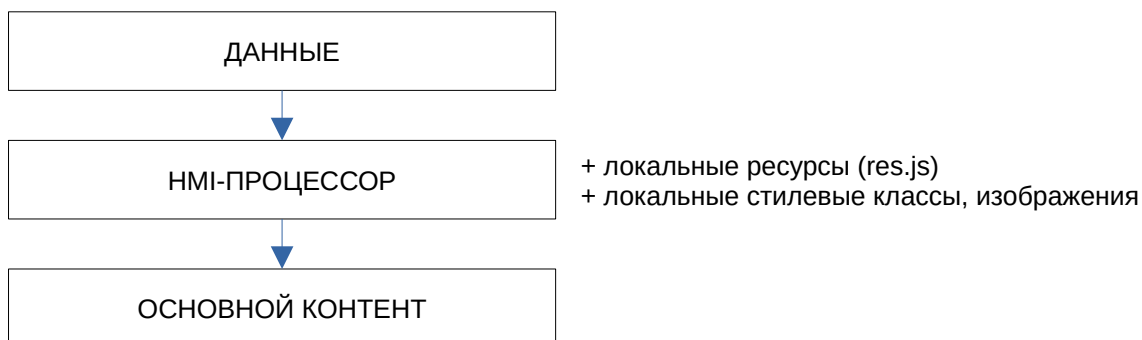 ДАННЫЕ
HMI-ПРОЦЕССОР
+ локальные ресурсы (res.js)
+ локальные стилевые классы, изображения
ОСНОВНОЙ КОНТЕНТ